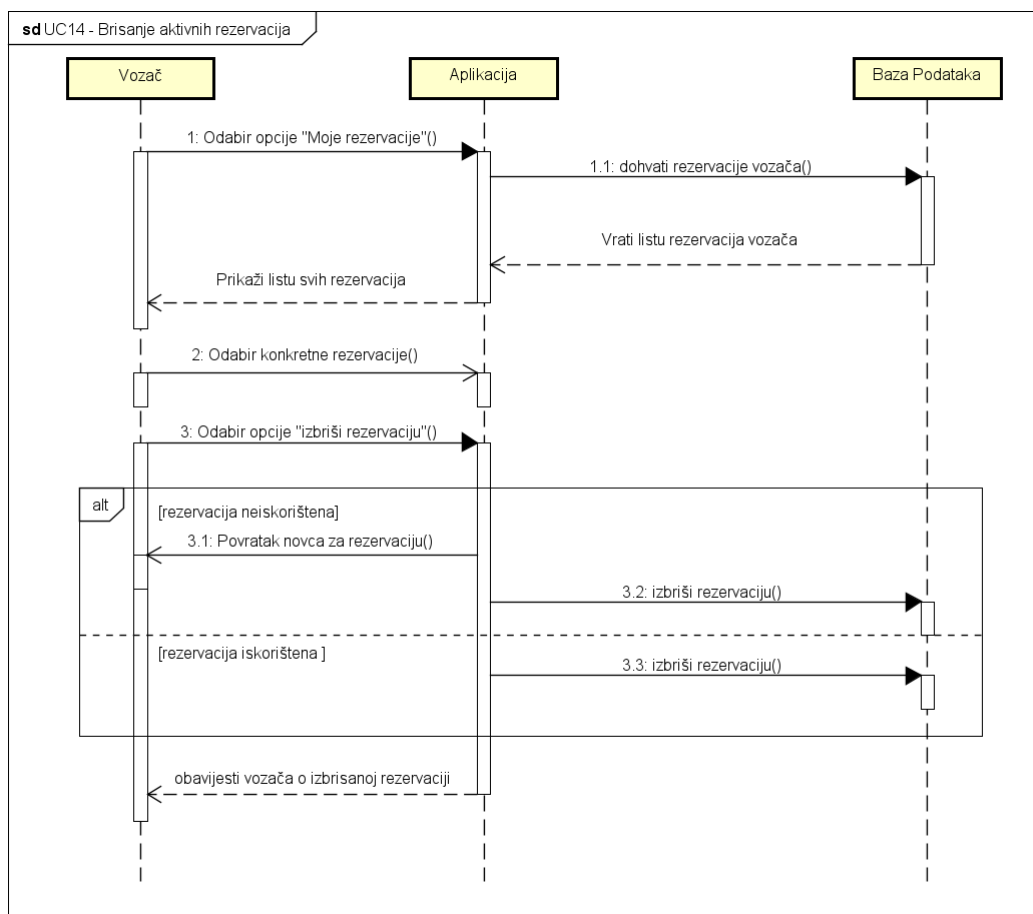 sd UC14 - Brisanje aktivnih rezervacija
Vozač
Aplikacija
Baza Podataka
1: Odabir opcije "Moje rezervacije"()
1.1: dohvati rezervacije vozača()
Vrati listu rezervacija vozača
Prikaži listu svih rezervacija
2: Odabir konkretne rezervacije()
3: Odabir opcije "izbriši rezervaciju"()
alt
[rezervacija neiskorištena]
3.1: Povratak novca za rezervaciju()
3.2: izbriši rezervaciju()
[rezervacija iskorištena ]
3.3: izbriši rezervaciju()
obavijesti vozača o izbrisanoj rezervaciji